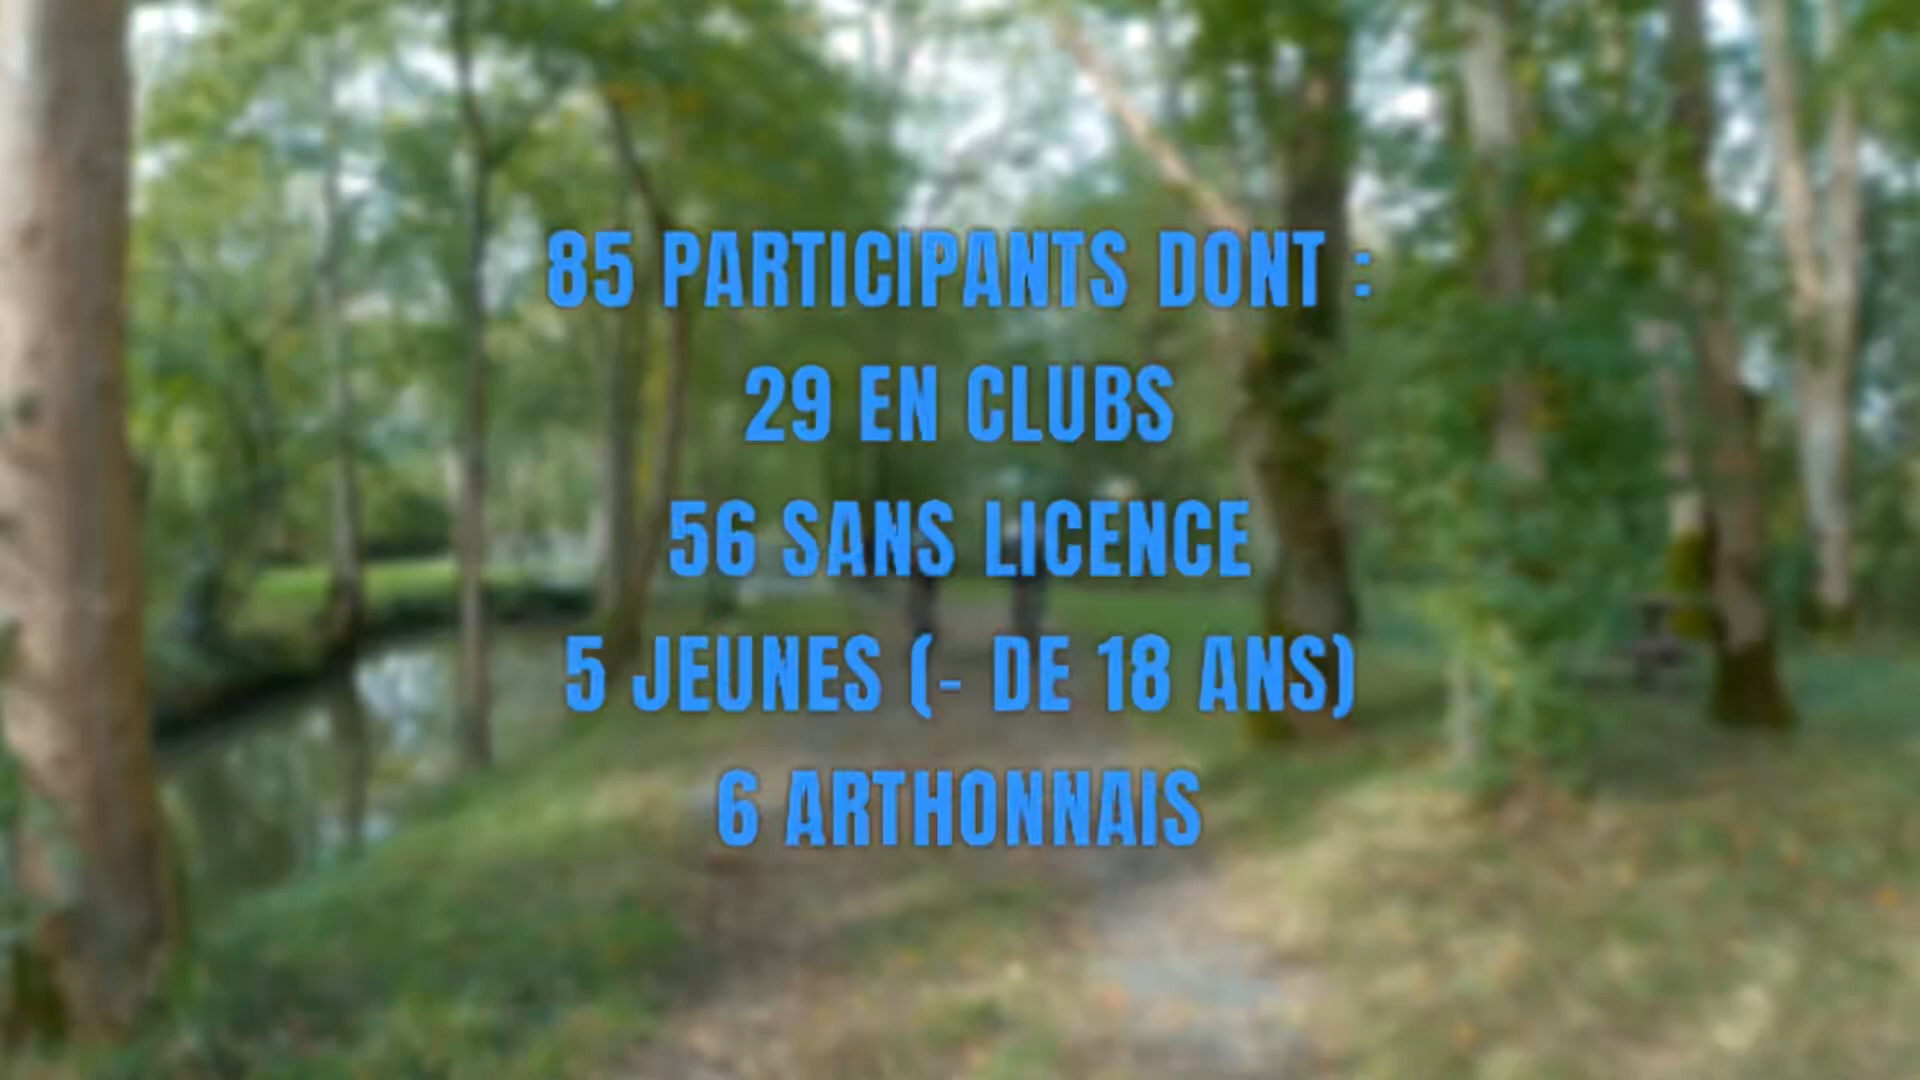 85 PARTICIPANTS DONT :
29 EN CLUBS
56 SANS LICENCE
5 JEUNES (- DE 18 ANS)
6 ARTHONNAIS